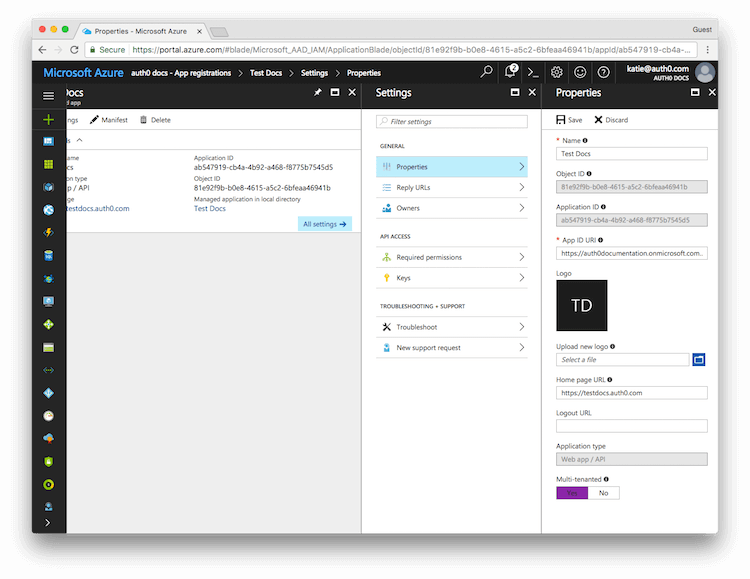 Properties - Microsoft Azure
Guest
Secure https://portal.azure.com/#blade/Microsoft_AAD_IAM/ApplicationBlade/objectId/81e92f9b-b0e8-4615-a5c2-6bfeaa46941b/appId/ab547919-cb4a-4...
Microsoft Azure auth0 docs - App registrations > Test Docs > Settings > Properties
2
katie@auth0.com
AUTH0 DOCS
Docs
d app
ngs Manifest Delete
ls
name
cs
Application ID
ab547919-cb4a-4b92-a468-f8775b7545d5
ion type
p / API
Object ID
81e92f9b-b0e8-4615-a5c2-6bfeaa46941b
ge
testdocs.auth0.com
Managed application in local directory
Test Docs
All settings →
Settings
Filter settings
GENERAL
Properties
Reply URLs
Owners
API ACCESS
Required permissions
Keys
TROUBLESHOOTING + SUPPORT
Troubleshoot
New support request
Properties
Save Discard
* Name
Test Docs
Object ID
81e92f9b-b0e8-4615-a5c2-6bfeaa46941b
Application ID
ab547919-cb4a-4b92-a468-f8775b7545d5
* App ID URI
https://auth0documentation.onmicrosoft.com..
Logo
TD
Upload new logo
Select a file
Home page URL
https://testdocs.auth0.com
Logout URL
Application type
Web app / API
Multi-tenanted
Yes No